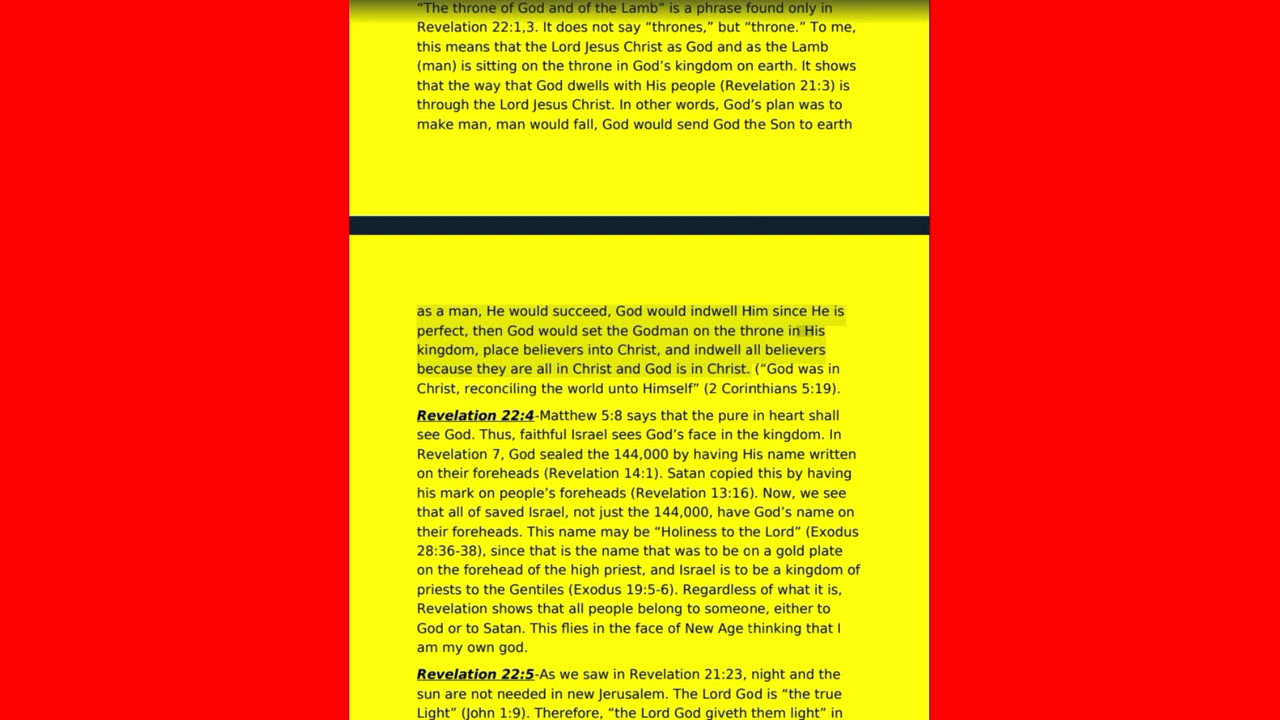 “The throne of God and of the Lamb” is a phrase found only in
Revelation 22:1,3. It does not say “thrones,” but “throne.” To me,
this means that the Lord Jesus Christ as God and as the Lamb
(man) is sitting on the throne in God’s kingdom on earth. It shows
that the way that God dwells with His people (Revelation 21:3) is
through the Lord Jesus Christ. In other words, God’s plan was to
make man, man would fall, God would send God the Son to earth
as a man, He would succeed, God would indwell Him since He is
perfect, then God would set the Godman on the throne in His
kingdom, place believers into Christ, and indwell all believers
because they are all in Christ and God is in Christ. (“God was in
Christ, reconciling the world unto Himself” (2 Corinthians 5:19).
Revelation 22:4-Matthew 5:8 says that the pure in heart shall
see God. Thus, faithful Israel sees God’s face in the kingdom. In
Revelation 7, God sealed the 144,000 by having His name written
on their foreheads (Revelation 14:1). Satan copied this by having
his mark on people’s foreheads (Revelation 13:16). Now, we see
that all of saved Israel, not just the 144,000, have God’s name on
their foreheads. This name may be “Holiness to the Lord” (Exodus
28:36-38), since that is the name that was to be on a gold plate
on the forehead of the high priest, and Israel is to be a kingdom of
priests to the Gentiles (Exodus 19:5-6). Regardless of what it is,
Revelation shows that all people belong to someone, either to
God or to Satan. This flies in the face of New Age thinking that I
am my own god.
Revelation 22:5-As we saw in Revelation 21:23, night and the
sun are not needed in new Jerusalem. The Lord God is “the true
Light” (John 1:9). Therefore, “the Lord God giveth them light” in